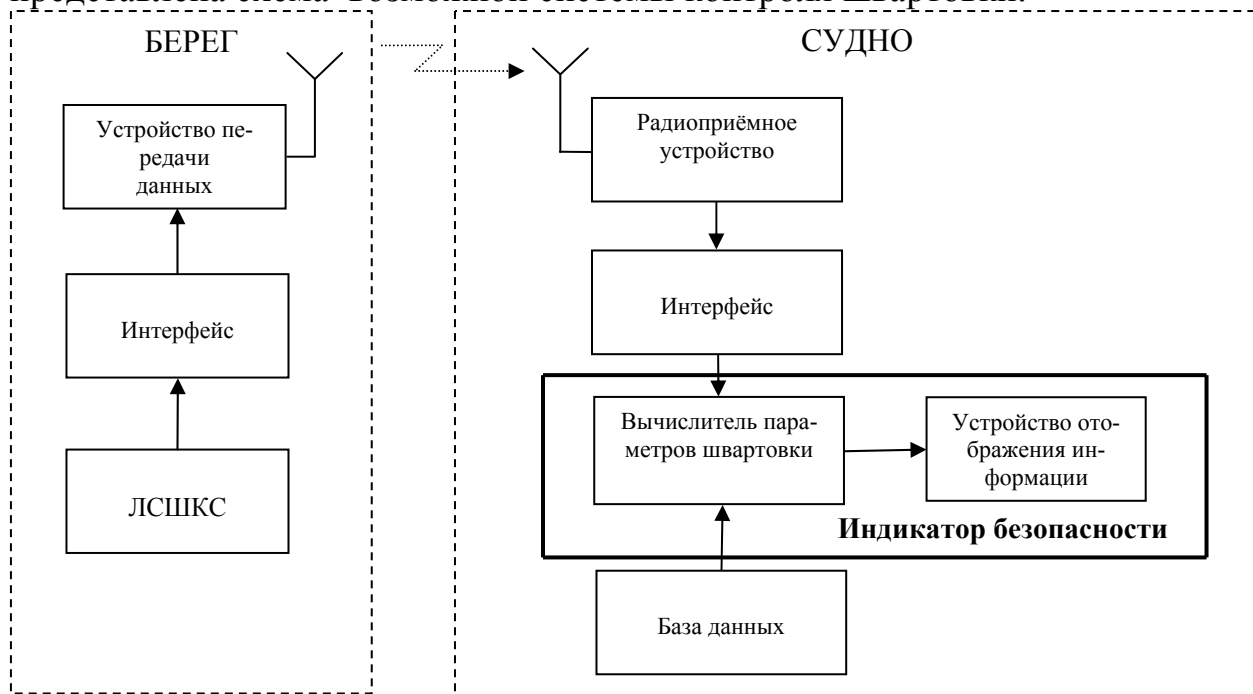 представлена схема возможной системы контроля швартовки.
БЕРЕГ
СУДНО
Устройство пе-
редачи
данных
Интерфейс
ЛСШКС
Радиоприёмное
устройство
Интерфейс
Вычислитель пара-
метров швартовки
Устройство ото-
бражения ин-
формации
Индикатор безопасности
База данных